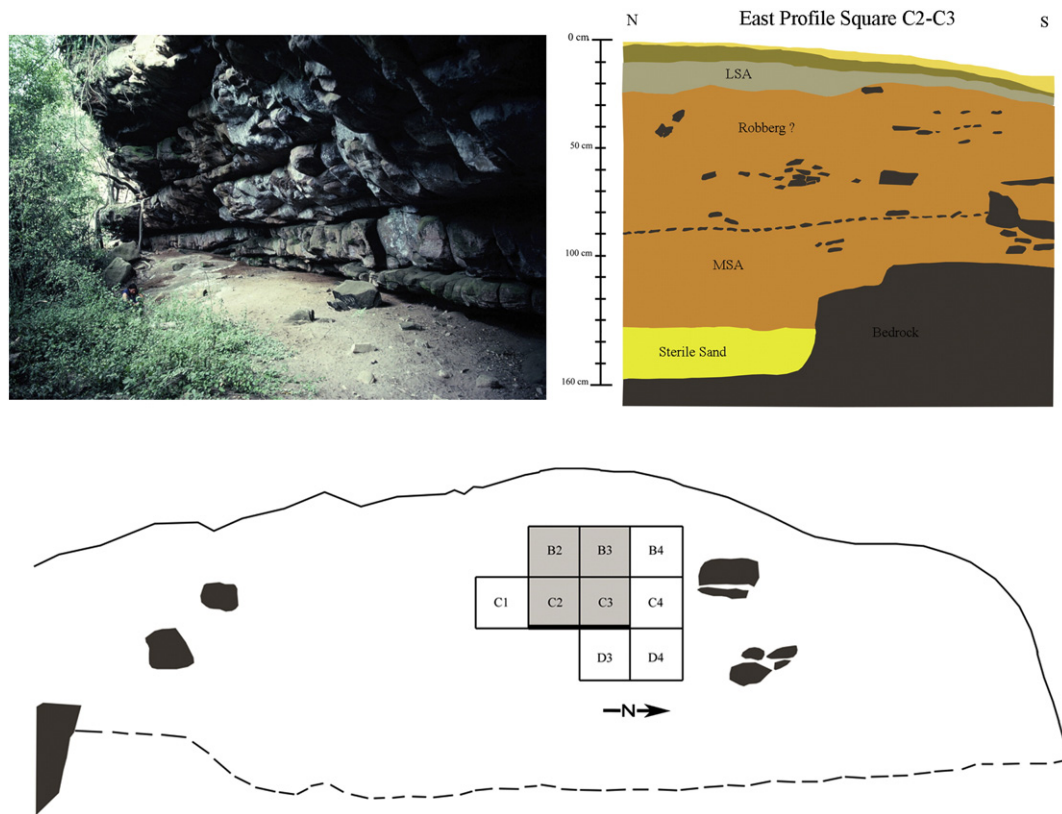 N East Profile Square C2-C3 S
0 cm
LSA
Robberg ?
50 cm
100 cm
MSA
Bedrock
Sterile Sand
160 cm
B2 B3 B4
C1 C2 C3 C4
D3 D4
N